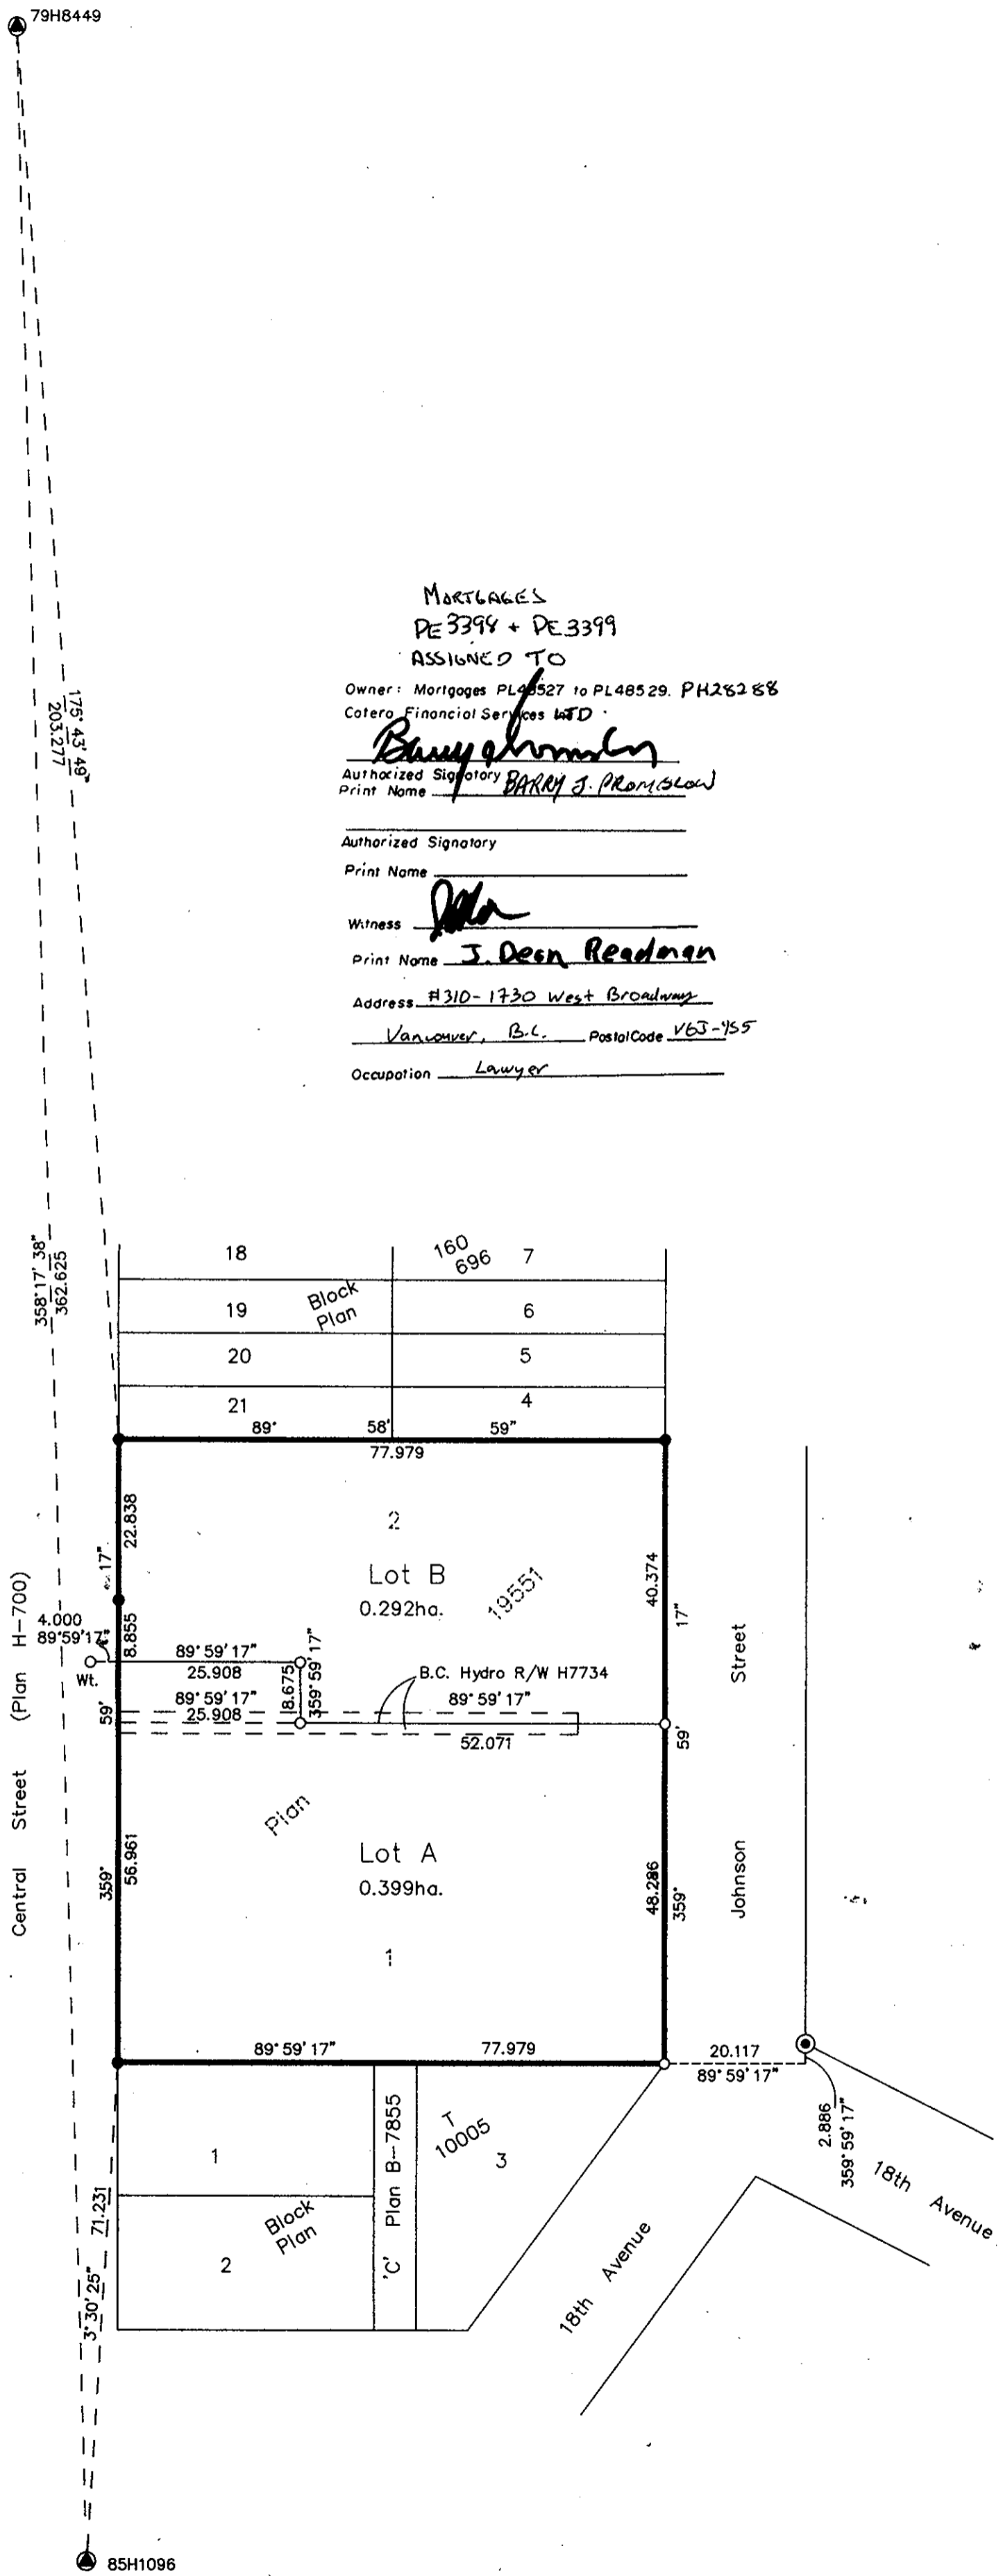 79H8449
175° 43' 49"
203.277
MORTGAGES
PE 3398 + PE 3399
ASSIGNED TO
Owner: Mortgages PL48527 to PL48529. PH28288
Cotero Financial Services LTD.
Authorized Signatory
Print Name BARRY J. PROMISLOW
Authorized Signatory
Print Name
Witness
Print Name J. Dean Readman
Address #310-1730 West Broadway
Vancouver, B.C. Postal Code V6J-
Occupation Lawyer
358°17' 38"
362.625
18
160
696
7
19
Block
Plan
6
20
5
21
4
89° 58' 59"
77.979
22.838
2
Lot B
0.292ha.
19551
40.374
17"
17"
4.000
89°59'17"
8.855
Wt.
89°59'17"
25.908
8.675
359°59'17"
B.C. Hydro R/W H7734
89°59'17"
25.908
89°59'17"
52.071
59'
59'
Central Street (Plan H-700)
Johnson Street
Plan
Lot A
0.399ha.
56.961
359°
48.286
359°
1
89°59'17" 77.979
20.117
89°59'17"
2.886
359°59'17"
1
2
Block
Plan
'C' Plan B-7855
T
10005
3
18th Avenue
18th Avenue
71.231
3°30'25"
85H1096